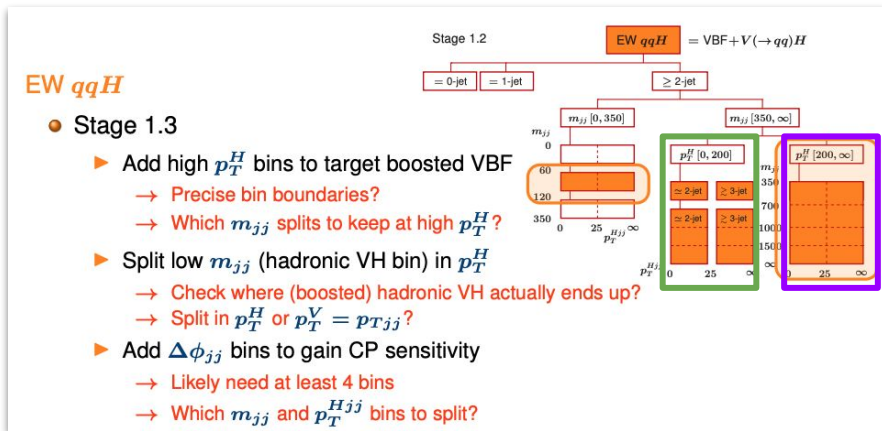 Stage 1.2
EW qqH
= VBF+V(→qq)H
= 0-jet
= 1-jet
≥ 2-jet
EW qqH
Stage 1.3
Add high p_T^H bins to target boosted VBF
→ Precise bin boundaries?
→ Which m_jj splits to keep at high p_T^H?
Split low m_jj (hadronic VH bin) in p_T^H
→ Check where (boosted) hadronic VH actually ends up?
→ Split in p_T^H or p_T^V = p_Tjj?
Add Δϕ_jj bins to gain CP sensitivity
→ Likely need at least 4 bins
→ Which m_jj and p_T^Hjj bins to split?
m_jj [0, 350]
m_jj [350, ∞]
m_jj
0
60
120
350
0 25 ∞
p_T^Hjj
p_T^H [0, 200]
≃ 2-jet ≳ 3-jet
≃ 2-jet ≳ 3-jet
p_T^Hjj 0 25 ∞
p_T^H [200, ∞]
350
700
1000
1500
∞
0 25 ∞